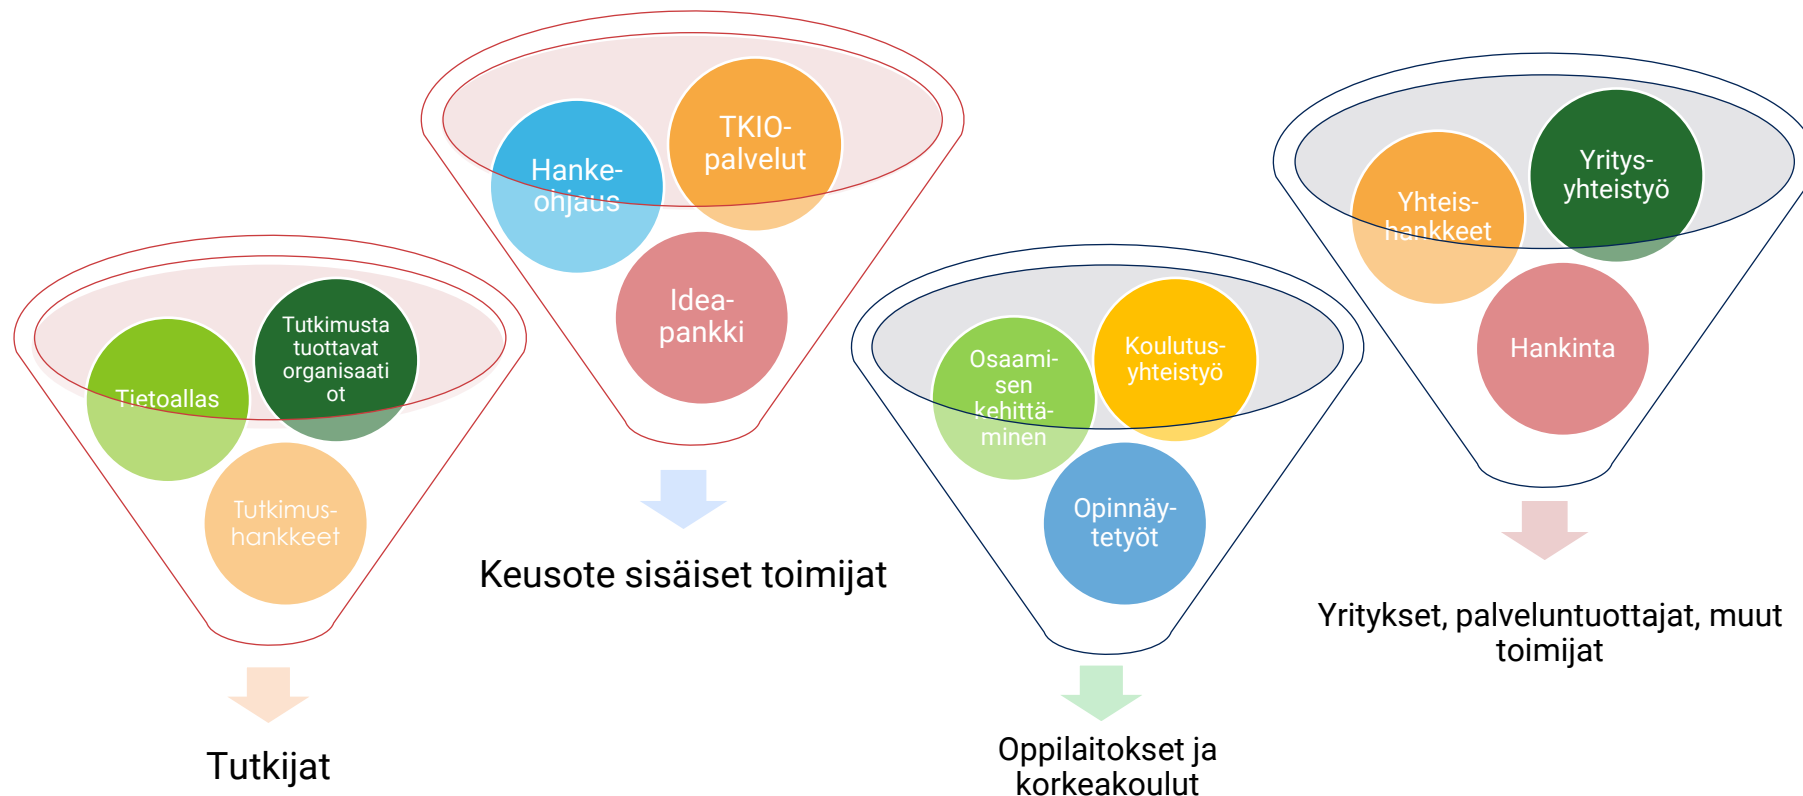 Tietoallas
Tutkimusta
tuottavat
organisaati
ot
Tutkimus-
hankkeet
Tutkijat
Hanke-
ohjaus
TKIO-
palvelut
Idea-
pankki
Keusote sisäiset toimijat
Osaami-
sen
kehittä-
minen
Koulutus-
yhteistyö
Opinnäy-
tetyöt
Oppilaitokset ja
korkeakoulut
Yhteis-
hankkeet
Yritys-
yhteistyö
Hankinta
Yritykset, palveluntuottajat, muut
toimijat